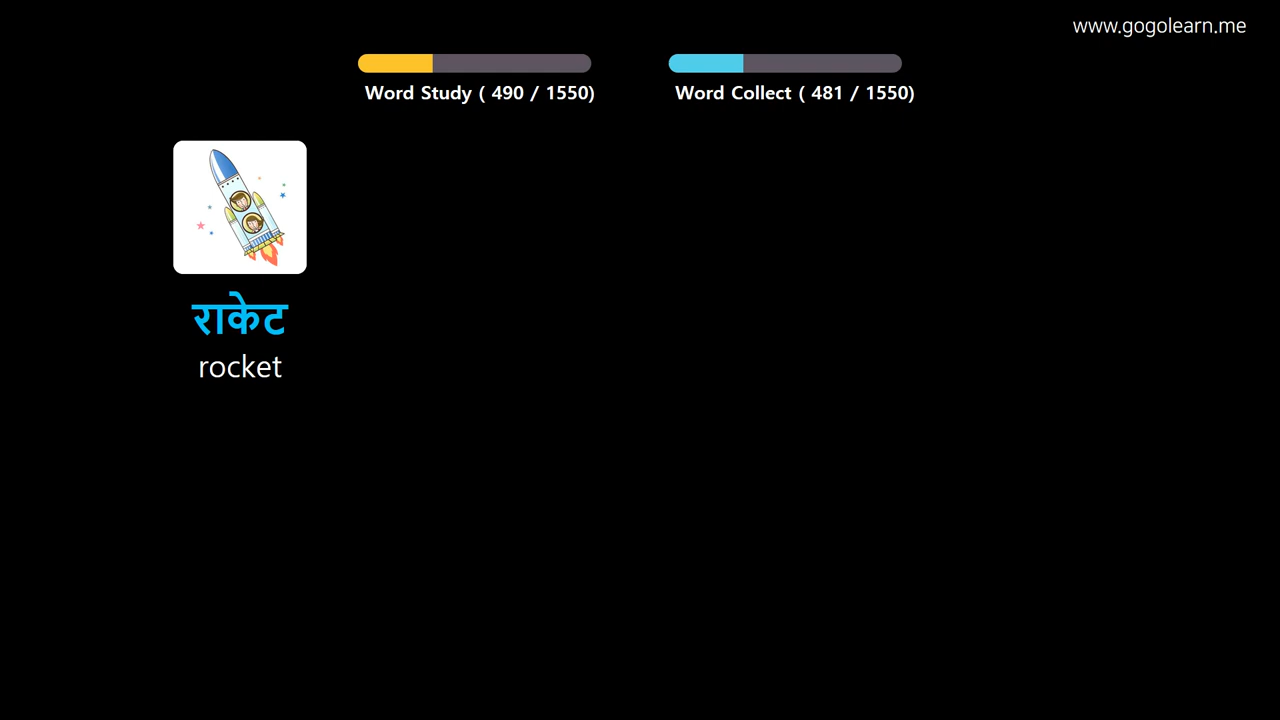 www.gogolearn.me
Word Study ( 490 / 1550)
Word Collect ( 481 / 1550)
राकेट
rocket